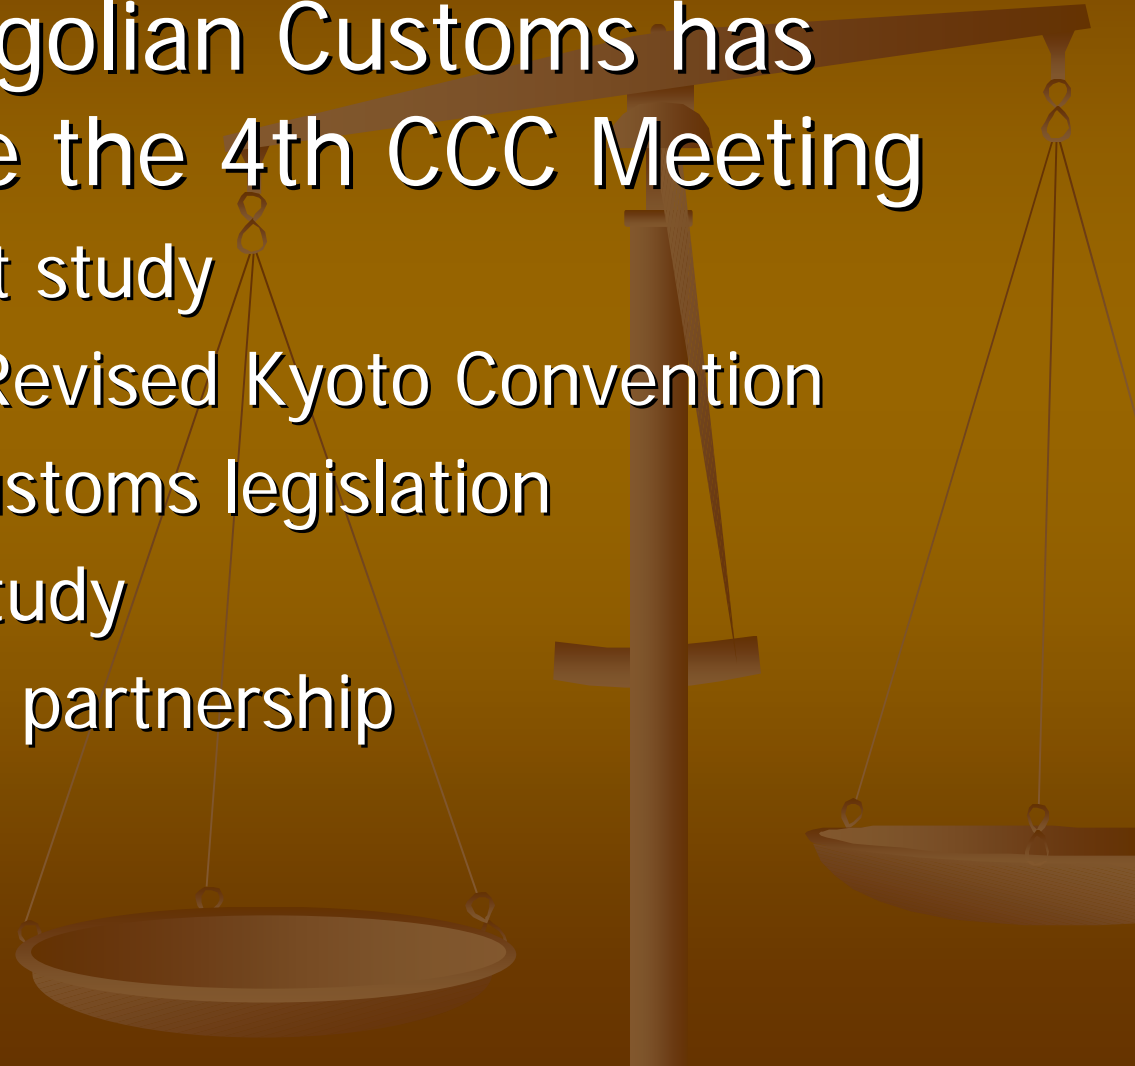 golian Customs has
e the 4th CCC Meeting
t study
Revised Kyoto Convention
ustoms legislation
tudy
partnership